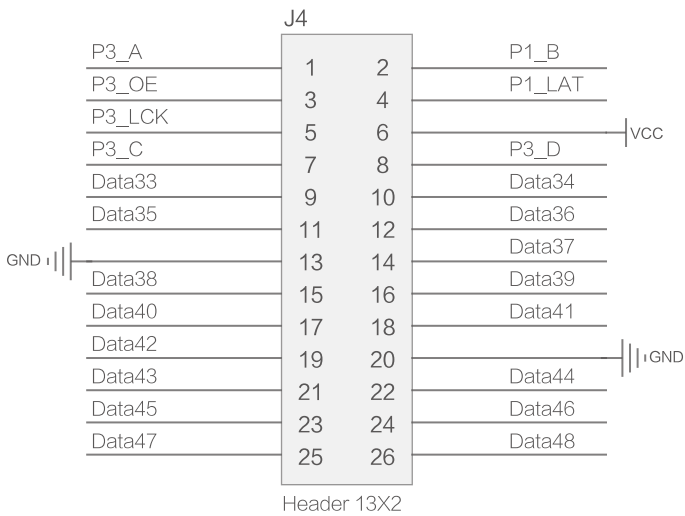 J4
P3_A 1 2 P1_B
P3_OE 3 4 P1_LAT
P3_LCK 5 6 VCC
P3_C 7 8 P3_D
Data33 9 10 Data34
Data35 11 12 Data36
GND 13 14 Data37
Data38 15 16 Data39
Data40 17 18 Data41
Data42 19 20 GND
Data43 21 22 Data44
Data45 23 24 Data46
Data47 25 26 Data48
Header 13X2